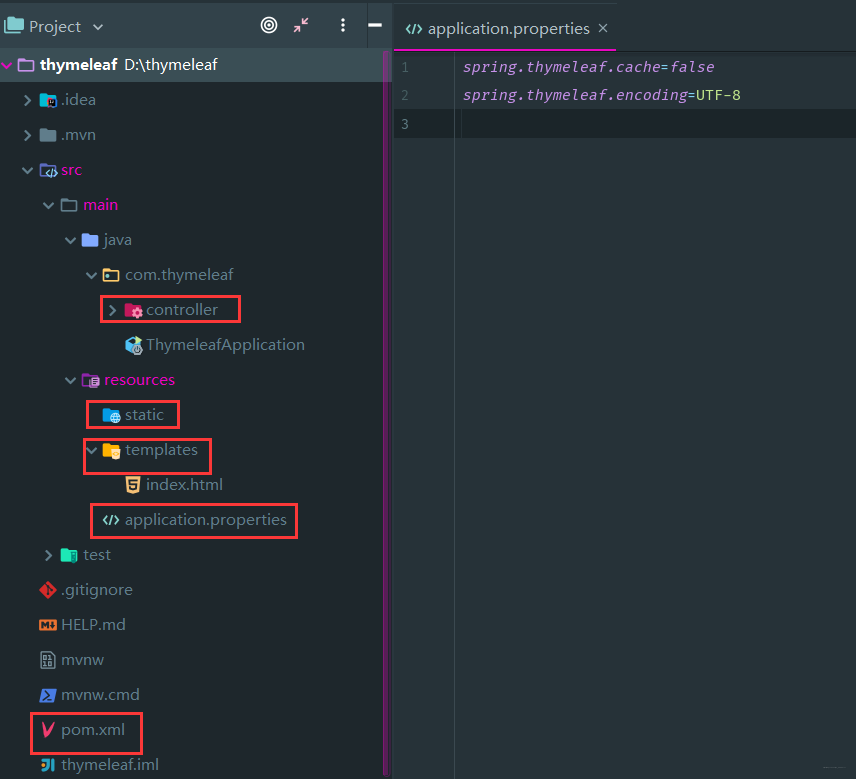 Project
thymeleaf D:\thymeleaf
.idea
.mvn
src
main
java
com.thymeleaf
controller
ThymeleafApplication
resources
static
templates
index.html
application.properties
test
.gitignore
HELP.md
mvnw
mvnw.cmd
pom.xml
thymeleaf.iml
application.properties
1 spring.thymeleaf.cache=false
2 spring.thymeleaf.encoding=UTF-8
3